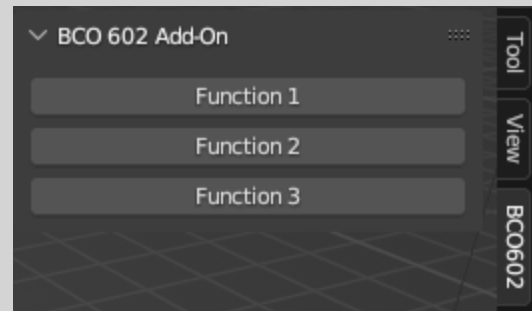 BCO 602 Add-On
Function 1
Function 2
Function 3
Tool
View
BCO602